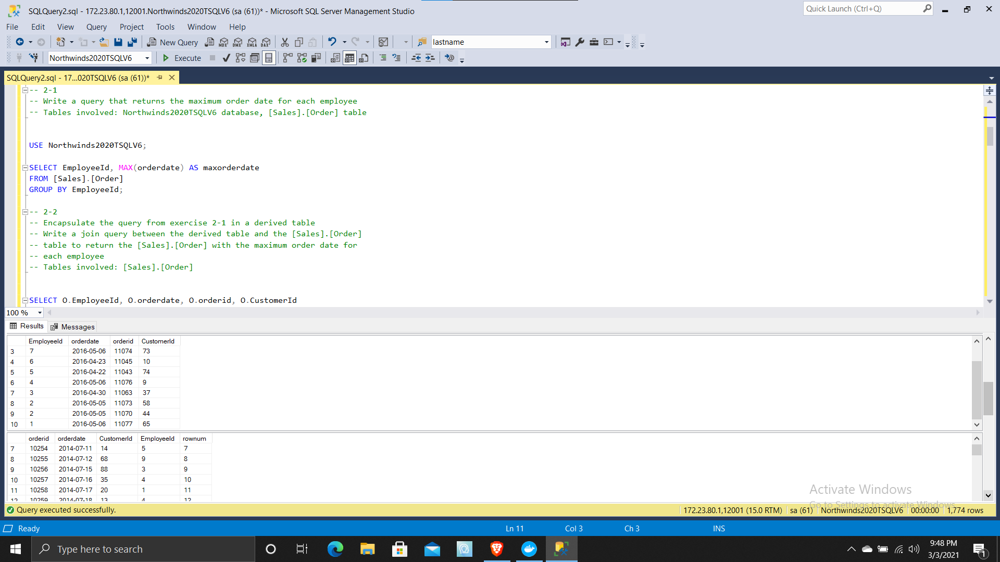 SQLQuery2.sql - 172.23.80.1,12001.Northwinds2020TSQLV6 (sa (61))* - Microsoft SQL Server Management Studio
Quick Launch (Ctrl+Q)
File Edit View Query Project Tools Window Help
New Query MDX DMX XMLA DAX lastname
Northwinds2020TSQLV6 Execute
SQLQuery2.sql - 17...020TSQLV6 (sa (61))*
-- 2-1
-- Write a query that returns the maximum order date for each employee
-- Tables involved: Northwinds2020TSQLV6 database, [Sales].[Order] table
USE Northwinds2020TSQLV6;
SELECT EmployeeId, MAX(orderdate) AS maxorderdate
FROM [Sales].[Order]
GROUP BY EmployeeId;
-- 2-2
-- Encapsulate the query from exercise 2-1 in a derived table
-- Write a join query between the derived table and the [Sales].[Order]
-- table to return the [Sales].[Order] with the maximum order date for
-- each employee
-- Tables involved: [Sales].[Order]
SELECT O.EmployeeId, O.orderdate, O.orderid, O.CustomerId
100 %
Results Messages
EmployeeId orderdate orderid CustomerId
3 7 2016-05-06 11074 73
4 6 2016-04-23 11045 10
5 5 2016-04-22 11043 74
6 4 2016-05-06 11076 9
7 3 2016-04-30 11063 37
8 2 2016-05-05 11073 58
9 2 2016-05-05 11070 44
10 1 2016-05-06 11077 65
orderid orderdate CustomerId EmployeeId rownum
7 10254 2014-07-11 14 5 7
8 10255 2014-07-12 68 9 8
9 10256 2014-07-15 88 3 9
10 10257 2014-07-16 35 4 10
11 10258 2014-07-17 20 1 11
12 10259 2014-07-18 13 4 12
Activate Windows
Go to Settings to activate Windows.
Query executed successfully. 172.23.80.1,12001 (15.0 RTM) sa (61) Northwinds2020TSQLV6 00:00:00 1,774 rows
Ready Ln 11 Col 3 Ch 3 INS
Type here to search
9:48 PM
3/3/2021
1